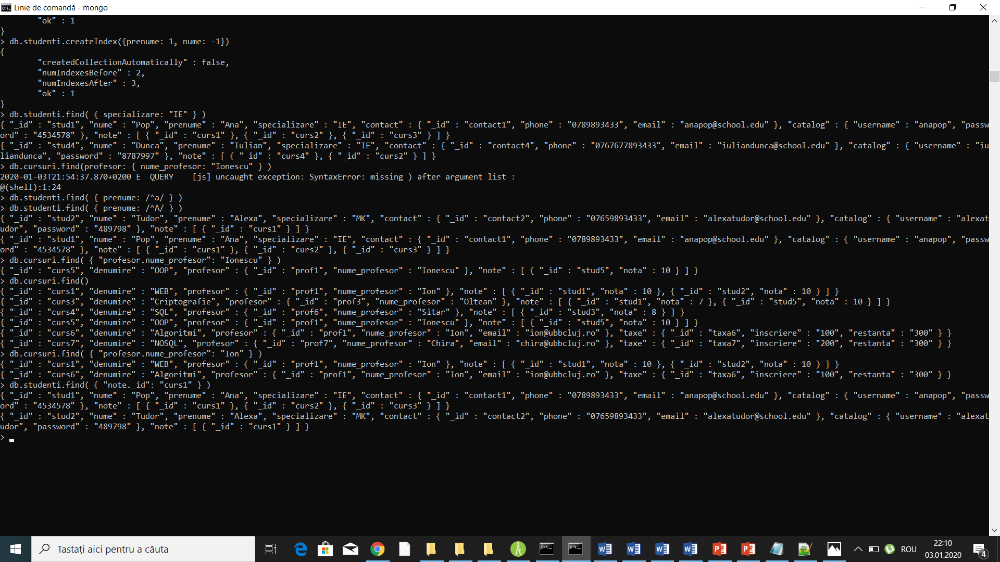 Linie de comandă - mongo
"ok" : 1
}
> db.studenti.createIndex({prenume: 1, nume: -1})
{
"createdCollectionAutomatically" : false,
"numIndexesBefore" : 2,
"numIndexesAfter" : 3,
"ok" : 1
}
> db.studenti.find( { specializare: "IE" } )
{ "_id" : "stud1", "nume" : "Pop", "prenume" : "Ana", "specializare" : "IE", "contact" : { "_id" : "contact1", "phone" : "0789893433", "email" : "anapop@school.edu" }, "catalog" : { "username" : "anapop", "passw
ord" : "4534578" }, "note" : [ { "_id" : "curs1" }, { "_id" : "curs2" }, { "_id" : "curs3" } ] }
{ "_id" : "stud4", "nume" : "Dunca", "prenume" : "Iulian", "specializare" : "IE", "contact" : { "_id" : "contact4", "phone" : "0767677893433", "email" : "iuliandunca@school.edu" }, "catalog" : { "username" : "iu
liandunca", "password" : "8787997" }, "note" : [ { "_id" : "curs4" }, { "_id" : "curs2" } ] }
> db.cursuri.find(profesor: { nume_profesor: "Ionescu" } )
2020-01-03T21:54:37.870+0200 E  QUERY    [js] uncaught exception: SyntaxError: missing ) after argument list :
@(shell):1:24
> db.studenti.find( { prenume: /^a/ } )
> db.studenti.find( { prenume: /^A/ } )
{ "_id" : "stud2", "nume" : "Tudor", "prenume" : "Alexa", "specializare" : "MK", "contact" : { "_id" : "contact2", "phone" : "07659893433", "email" : "alexatudor@school.edu" }, "catalog" : { "username" : "alexat
udor", "password" : "489798" }, "note" : [ { "_id" : "curs1" } ] }
{ "_id" : "stud1", "nume" : "Pop", "prenume" : "Ana", "specializare" : "IE", "contact" : { "_id" : "contact1", "phone" : "0789893433", "email" : "anapop@school.edu" }, "catalog" : { "username" : "anapop", "passw
ord" : "4534578" }, "note" : [ { "_id" : "curs1" }, { "_id" : "curs2" }, { "_id" : "curs3" } ] }
> db.cursuri.find( { "profesor.nume_profesor": "Ionescu" } )
{ "_id" : "curs5", "denumire" : "OOP", "profesor" : { "_id" : "prof1", "nume_profesor" : "Ionescu" }, "note" : [ { "_id" : "stud5", "nota" : 10 } ] }
> db.cursuri.find()
{ "_id" : "curs1", "denumire" : "WEB", "profesor" : { "_id" : "prof1", "nume_profesor" : "Ion" }, "note" : [ { "_id" : "stud1", "nota" : 10 }, { "_id" : "stud2", "nota" : 10 } ] }
{ "_id" : "curs3", "denumire" : "Criptografie", "profesor" : { "_id" : "prof3", "nume_profesor" : "Oltean" }, "note" : [ { "_id" : "stud1", "nota" : 7 }, { "_id" : "stud5", "nota" : 10 } ] }
{ "_id" : "curs4", "denumire" : "SQL", "profesor" : { "_id" : "prof6", "nume_profesor" : "Sitar" }, "note" : [ { "_id" : "stud3", "nota" : 8 } ] }
{ "_id" : "curs5", "denumire" : "OOP", "profesor" : { "_id" : "prof1", "nume_profesor" : "Ionescu" }, "note" : [ { "_id" : "stud5", "nota" : 10 } ] }
{ "_id" : "curs6", "denumire" : "Algoritmi", "profesor" : { "_id" : "prof1", "nume_profesor" : "Ion", "email" : "ion@ubbcluj.ro" }, "taxe" : { "_id" : "taxa6", "inscriere" : "100", "restanta" : "300" } }
{ "_id" : "curs7", "denumire" : "NOSQL", "profesor" : { "_id" : "prof7", "nume_profesor" : "Chira", "email" : "chira@ubbcluj.ro" }, "taxe" : { "_id" : "taxa7", "inscriere" : "200", "restanta" : "300" } }
> db.cursuri.find( { "profesor.nume_profesor": "Ion" } )
{ "_id" : "curs1", "denumire" : "WEB", "profesor" : { "_id" : "prof1", "nume_profesor" : "Ion" }, "note" : [ { "_id" : "stud1", "nota" : 10 }, { "_id" : "stud2", "nota" : 10 } ] }
{ "_id" : "curs6", "denumire" : "Algoritmi", "profesor" : { "_id" : "prof1", "nume_profesor" : "Ion", "email" : "ion@ubbcluj.ro" }, "taxe" : { "_id" : "taxa6", "inscriere" : "100", "restanta" : "300" } }
> db.studenti.find( { "note._id": "curs1" } )
{ "_id" : "stud1", "nume" : "Pop", "prenume" : "Ana", "specializare" : "IE", "contact" : { "_id" : "contact1", "phone" : "0789893433", "email" : "anapop@school.edu" }, "catalog" : { "username" : "anapop", "passw
ord" : "4534578" }, "note" : [ { "_id" : "curs1" }, { "_id" : "curs2" }, { "_id" : "curs3" } ] }
{ "_id" : "stud2", "nume" : "Tudor", "prenume" : "Alexa", "specializare" : "MK", "contact" : { "_id" : "contact2", "phone" : "07659893433", "email" : "alexatudor@school.edu" }, "catalog" : { "username" : "alexat
udor", "password" : "489798" }, "note" : [ { "_id" : "curs1" } ] }
>
Tastați aici pentru a căuta
ROU
22:10
03.01.2020
4